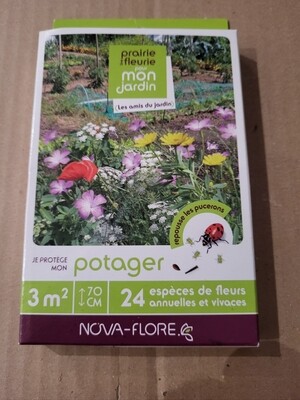 prairie
fleurie
mon
jardin
Les amis du jardin
repousse les pucerons
JE PROTÈGE
MON
potager
3 m²
70
CM
24 espèces de fleurs
annuelles et vivaces
NOVA-FLORE